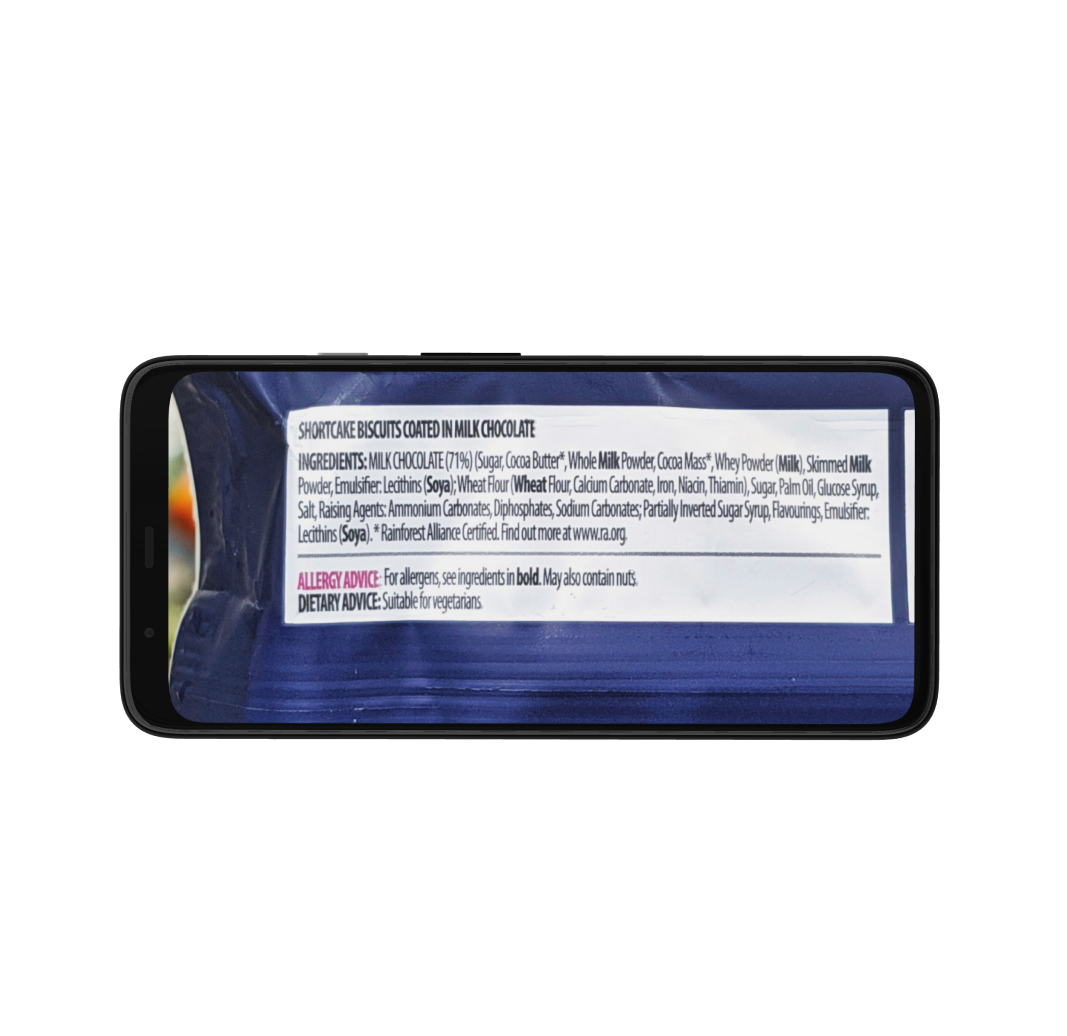 SHORTCAKE BISCUITS COATED IN MILK CHOCOLATE
INGREDIENTS: MILK CHOCOLATE (71%) (Sugar, Cocoa Butter*, Whole Milk Powder, Cocoa Mass*, Whey Powder (Milk), Skimmed Milk
Powder, Emulsifier: Lecithins (Soya); Wheat Flour (Wheat Flour, Calcium Carbonate, Iron, Niacin, Thiamin), Sugar, Palm Oil, Glucose Syrup,
Salt, Raising Agents: Ammonium Carbonates, Diphosphates, Sodium Carbonates; Partially Inverted Sugar Syrup, Flavourings, Emulsifier:
Lecithins (Soya). * Rainforest Alliance Certified. Find out more at www.ra.org.
ALLERGY ADVICE: For allergens, see ingredients in bold. May also contain nuts.
DIETARY ADVICE: Suitable for vegetarians.